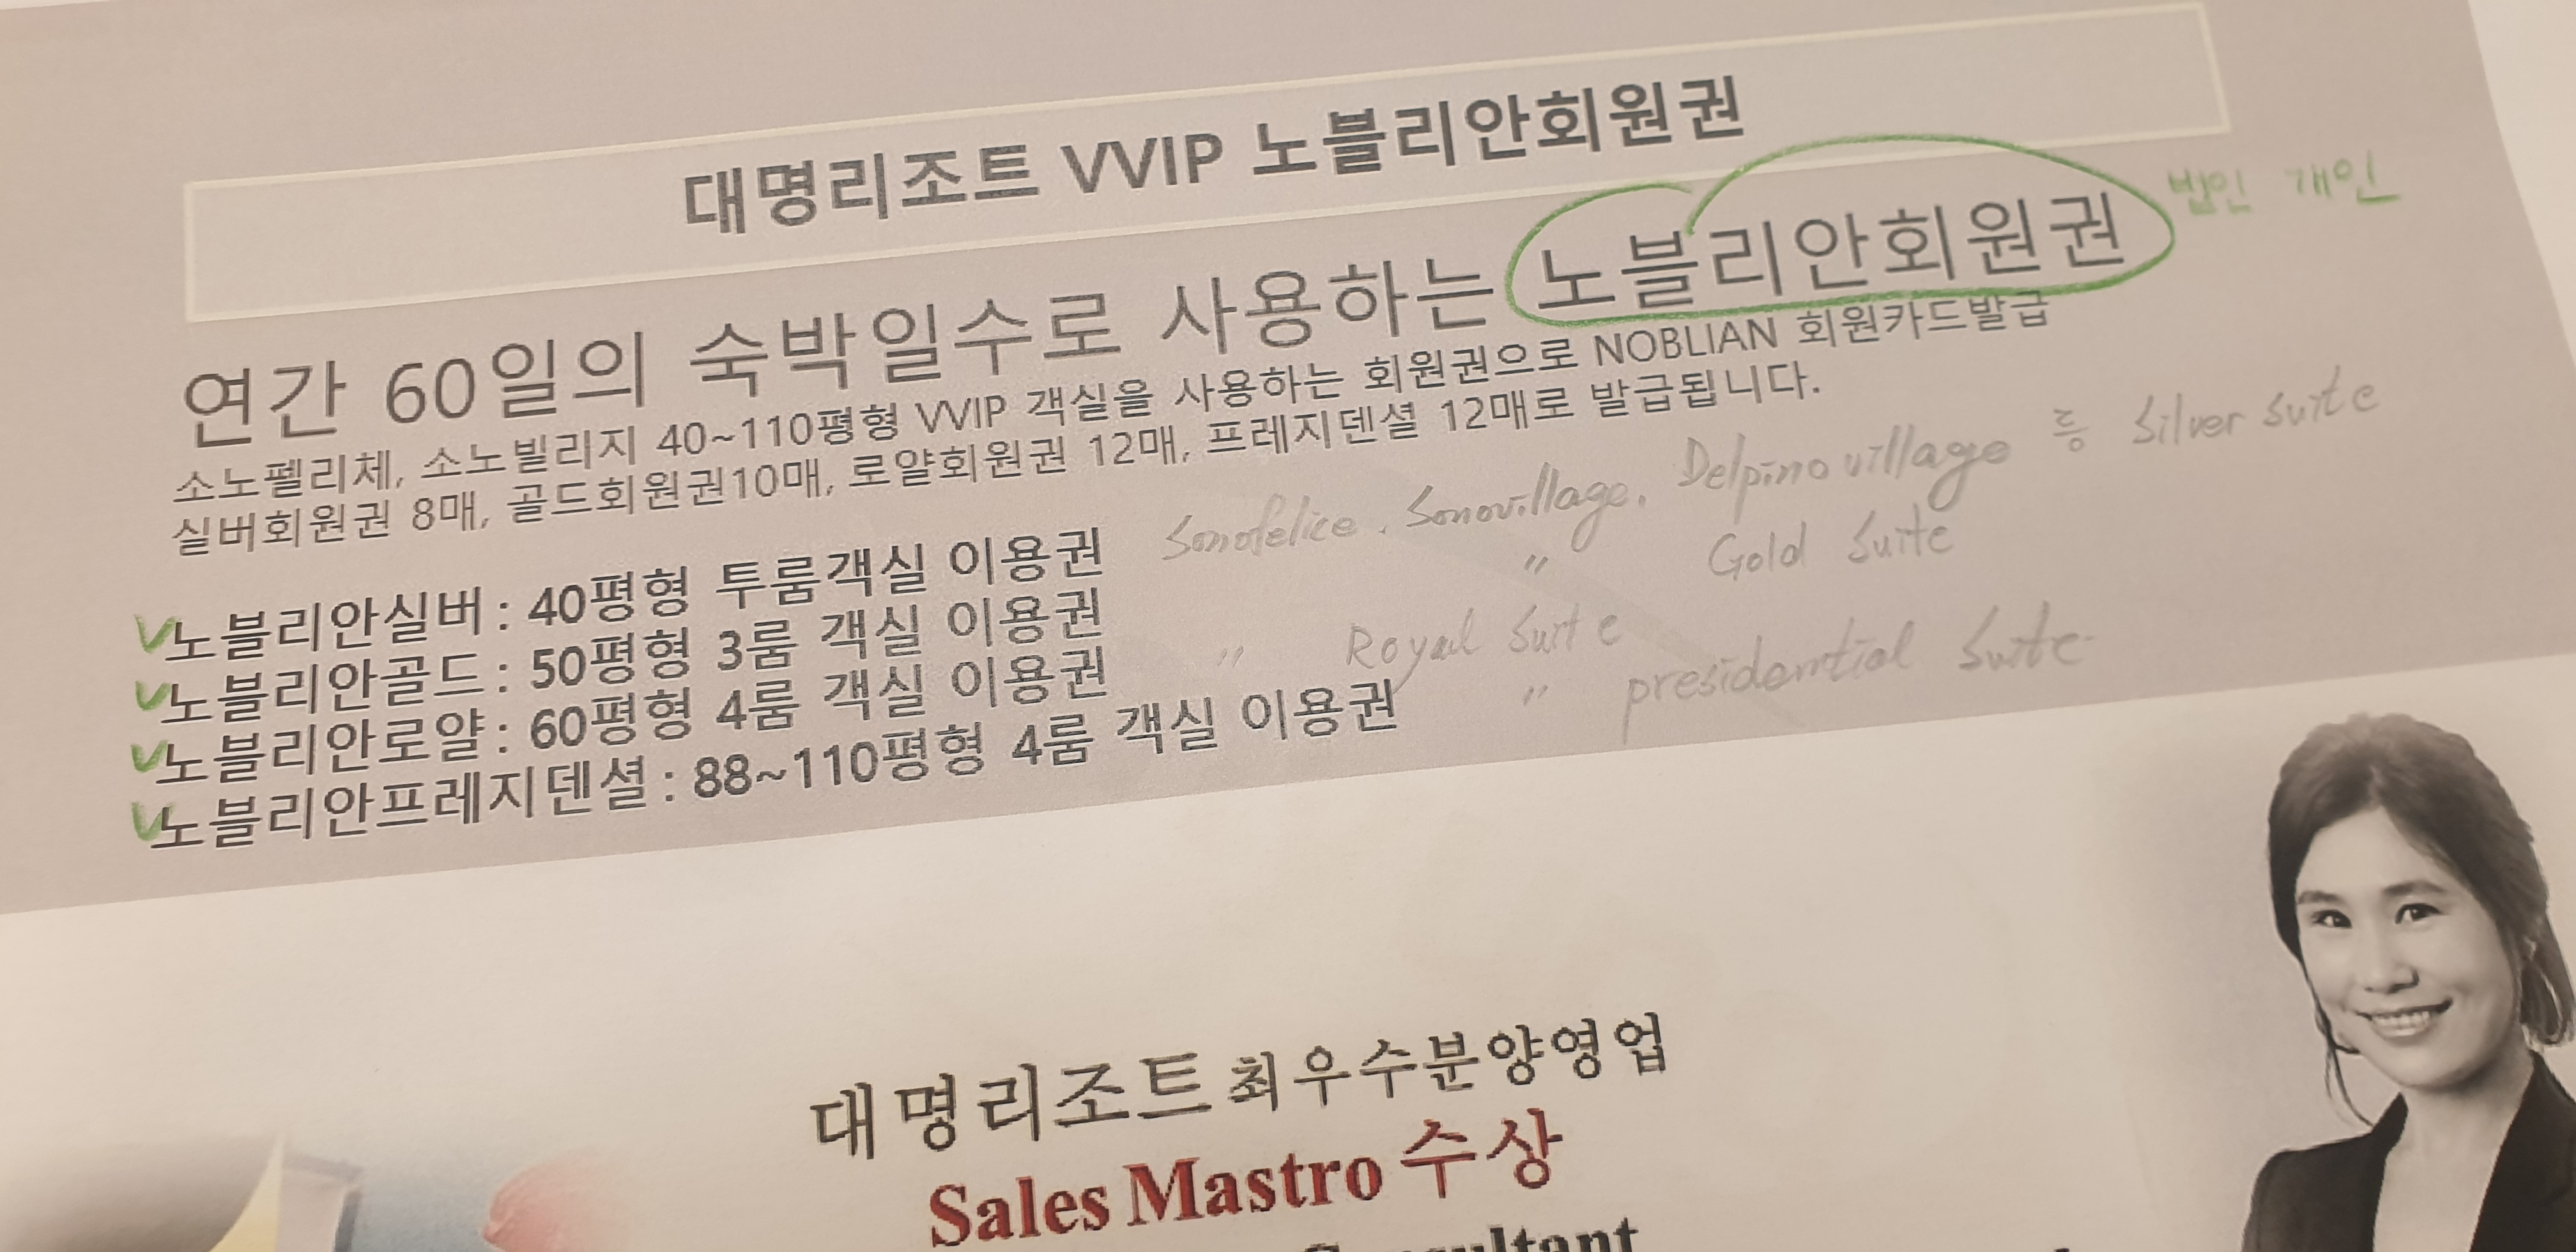 대명리조트 VVIP 노블리안회원권
연간 60일의 숙박일수로 사용하는 노블리안회원권 법인 개인
소노펠리체, 소노빌리지 40~110평형 VVIP 객실을 사용하는 회원권으로 NOBLIAN 회원카드발급
실버회원권 8매, 골드회원권10매, 로얄회원권 12매, 프레지덴셜 12매로 발급됩니다.
노블리안실버 : 40평형 투룸객실 이용권 Sonofelice, Sonovillage, Delpino village 등 Silver suite
노블리안골드 : 50평형 3룸 객실 이용권 〃 Gold Suite
노블리안로얄 : 60평형 4룸 객실 이용권 〃 Royal Suite
노블리안프레지덴셜 : 88~110평형 4룸 객실 이용권 〃 presidential Suite
대명리조트최우수분양영업
Sales Mastro 수상